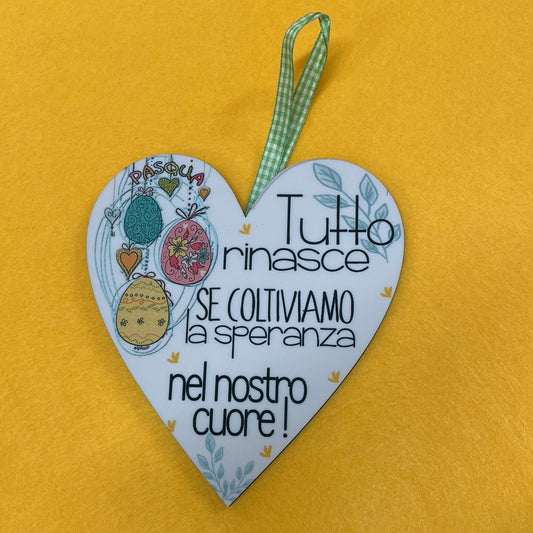 PASQUA
Tutto
rinasce
SE COLTIVIAMO
la speranza
nel nostro
cuore!